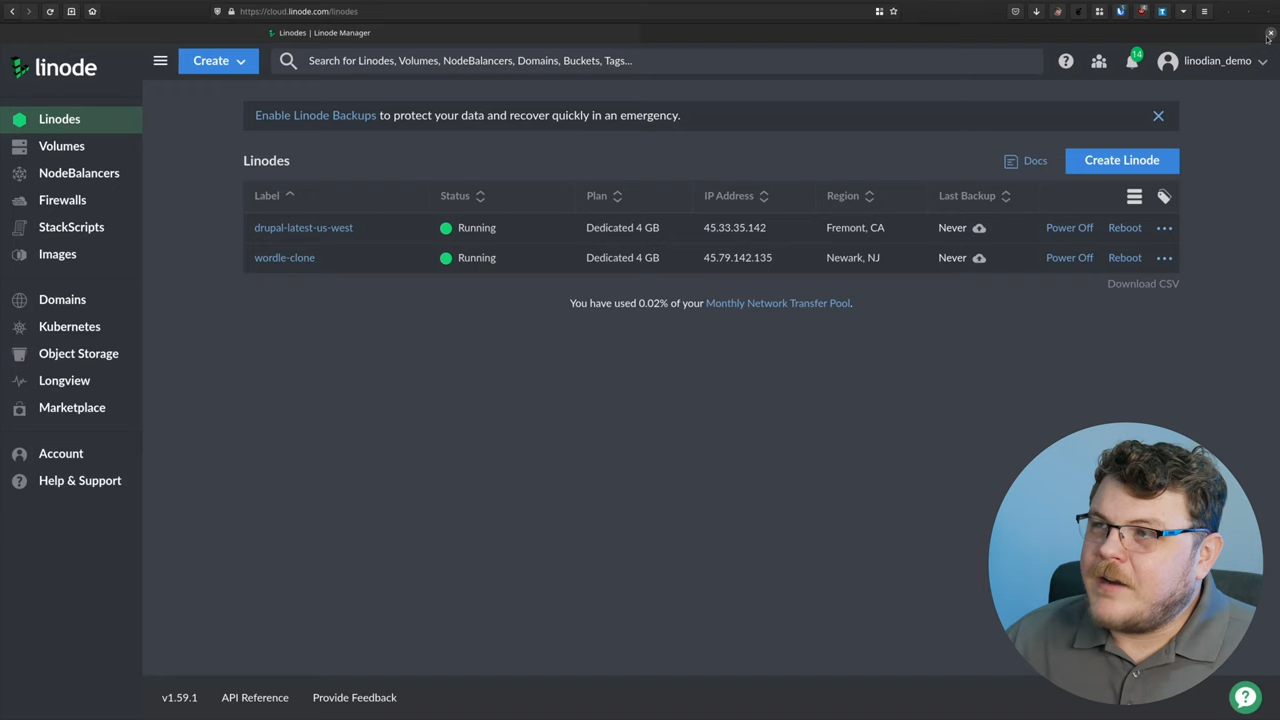 https://cloud.linode.com/linodes
Linodes | Linode Manager
linode
Create
Search for Linodes, Volumes, NodeBalancers, Domains, Buckets, Tags...
14
linodian_demo
Linodes
Volumes
NodeBalancers
Firewalls
StackScripts
Images
Domains
Kubernetes
Object Storage
Longview
Marketplace
Account
Help & Support
Enable Linode Backups to protect your data and recover quickly in an emergency.
Linodes
Docs
Create Linode
Label Status Plan IP Address Region Last Backup
drupal-latest-us-west Running Dedicated 4 GB 45.33.35.142 Fremont, CA Never Power Off Reboot ...
wordle-clone Running Dedicated 4 GB 45.79.142.135 Newark, NJ Never Power Off Reboot ...
Download CSV
You have used 0.02% of your Monthly Network Transfer Pool.
v1.59.1 API Reference Provide Feedback